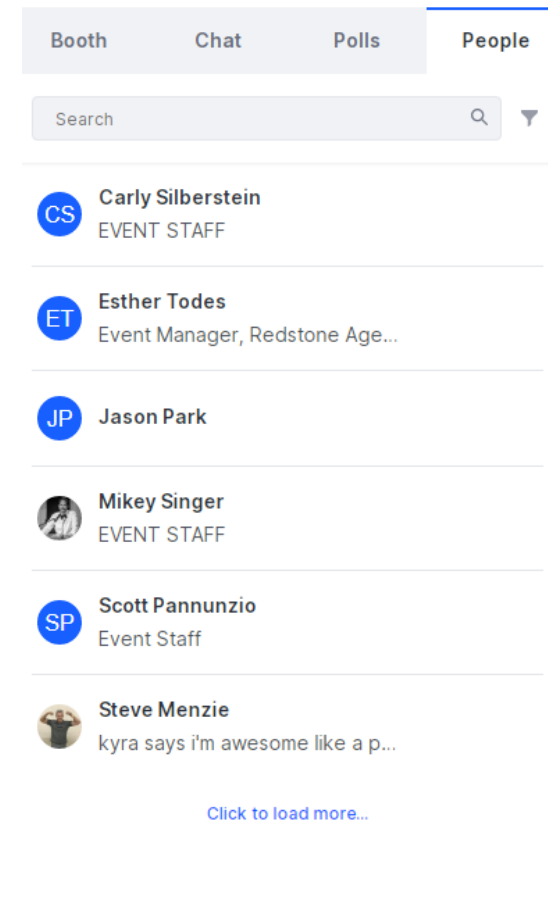 Booth Chat Polls People
Search
CS Carly Silberstein
EVENT STAFF
ET Esther Todes
Event Manager, Redstone Age...
JP Jason Park
Mikey Singer
EVENT STAFF
SP Scott Pannunzio
Event Staff
Steve Menzie
kyra says i'm awesome like a p...
Click to load more...